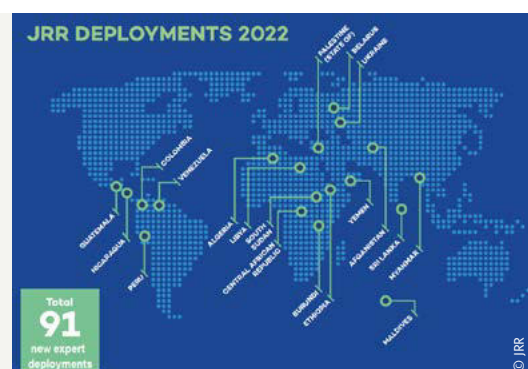 JRR DEPLOYMENTS 2022
PALESTINE
(STATE OF)
BELARUS
UKRAINE
COLOMBIA
VENEZUELA
GUATEMALA
NICARAGUA
PERU
ALGERIA
LIBYA
SOUTH
SUDAN
CENTRAL AFRICAN
REPUBLIC
BURUNDI
ETHIOPIA
YEMEN
AFGHANISTAN
SRI LANKA
MYANMAR
MALDIVES
Total
91
new expert
deployments
© JRR